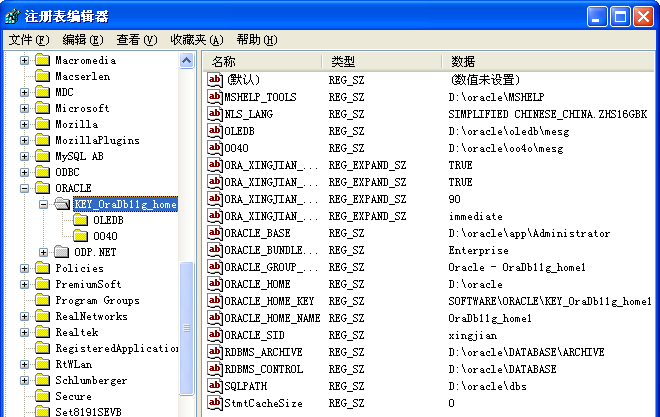 注册表编辑器
文件(F) 编辑(E) 查看(V) 收藏夹(A) 帮助(H)
Macromedia
Macserlen
MDC
Microsoft
Mozilla
MozillaPlugins
MySQL AB
ODBC
ORACLE
KEY_OraDb11g_home
OLEDB
OO4O
ODP.NET
Policies
PremiumSoft
Program Groups
RealNetworks
Realtek
RegisteredApplication
RtWLan
Schlumberger
Secure
Set8191SEVB
名称 类型 数据
(默认) REG_SZ (数值未设置)
MSHELP_TOOLS REG_SZ D:\oracle\MSHELP
NLS_LANG REG_SZ SIMPLIFIED CHINESE_CHINA.ZHS16GBK
OLEDB REG_SZ D:\oracle\oledb\mesg
OO4O REG_SZ D:\oracle\oo4o\mesg
ORA_XINGJIAN_... REG_EXPAND_SZ TRUE
ORA_XINGJIAN_... REG_EXPAND_SZ TRUE
ORA_XINGJIAN_... REG_EXPAND_SZ 90
ORA_XINGJIAN_... REG_EXPAND_SZ immediate
ORACLE_BASE REG_SZ D:\oracle\app\Administrator
ORACLE_BUNDLE... REG_SZ Enterprise
ORACLE_GROUP_... REG_SZ Oracle - OraDb11g_home1
ORACLE_HOME REG_SZ D:\oracle
ORACLE_HOME_KEY REG_SZ SOFTWARE\ORACLE\KEY_OraDb11g_home1
ORACLE_HOME_NAME REG_SZ OraDb11g_home1
ORACLE_SID REG_SZ xingjian
RDBMS_ARCHIVE REG_SZ D:\oracle\DATABASE\ARCHIVE
RDBMS_CONTROL REG_SZ D:\oracle\DATABASE
SQLPATH REG_SZ D:\oracle\dbs
StmtCacheSize REG_SZ 0